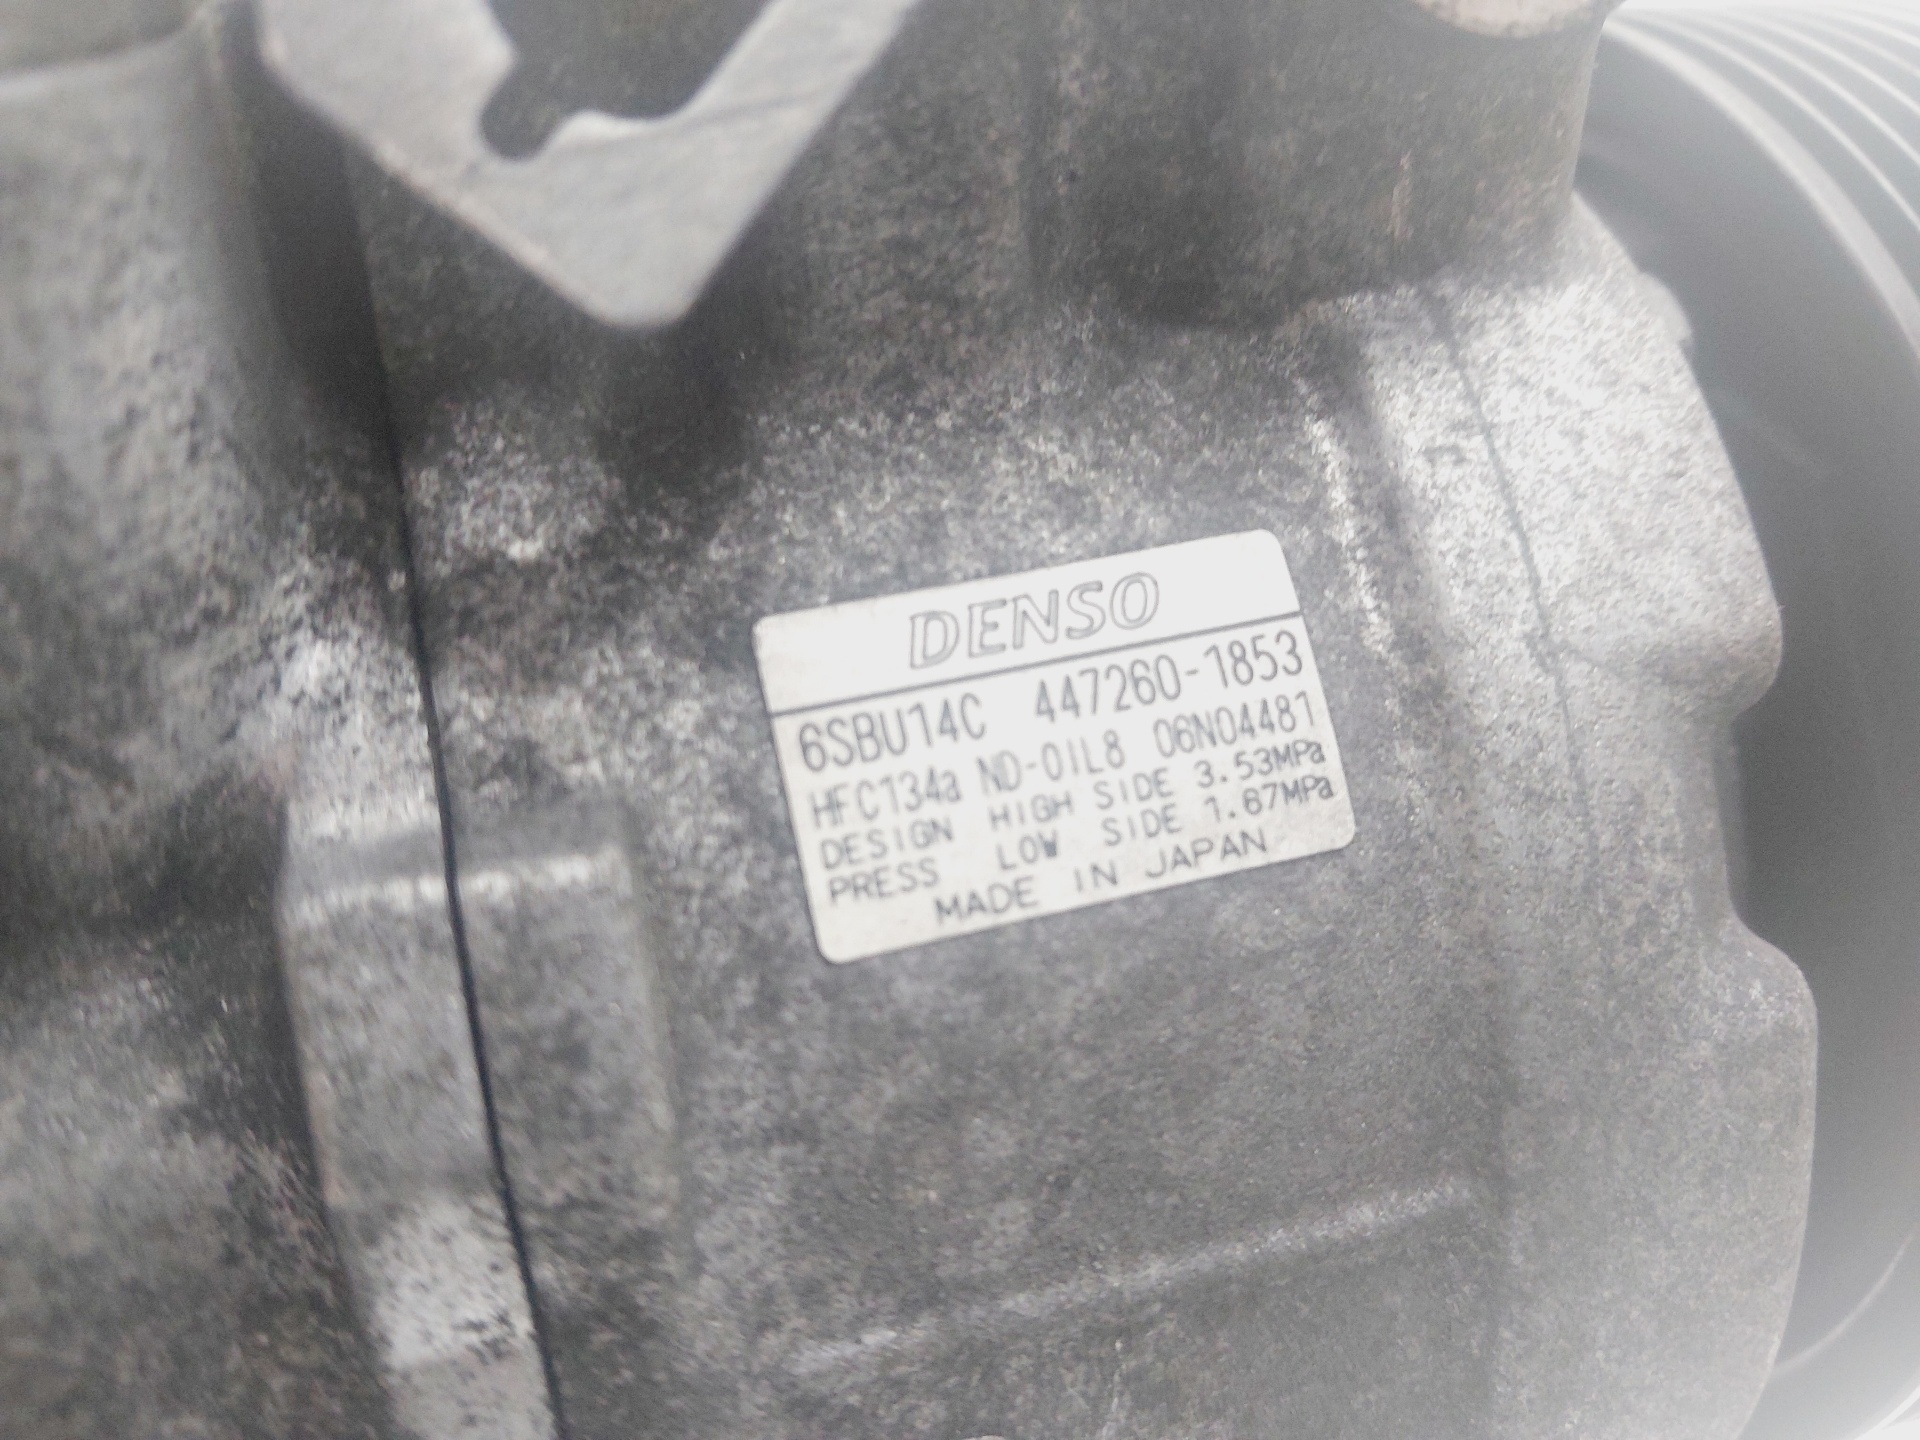 DENSO
6SBU14C 447260-1853
HFC134a ND-OIL8 06N04481
DESIGN HIGH SIDE 3.53MPa
PRESS LOW SIDE 1.67MPa
MADE IN JAPAN